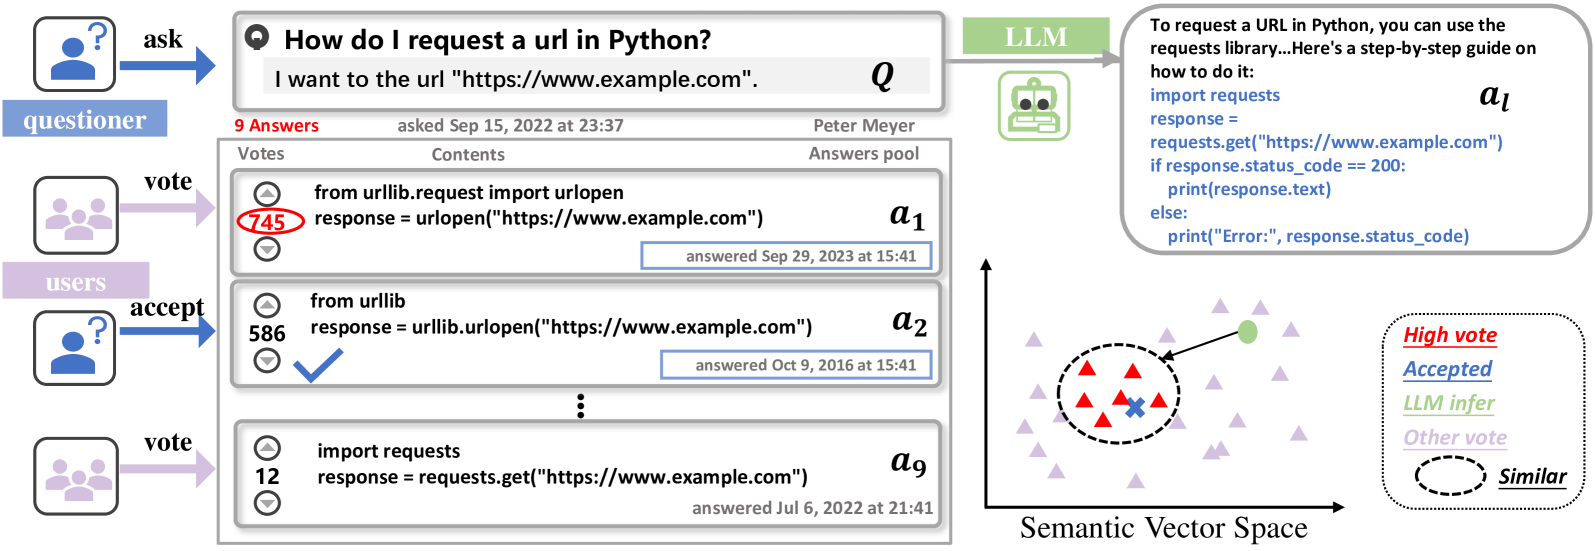 ask
questioner
vote
users
accept
vote
Q How do I request a url in Python?
I want to the url "https://www.example.com". Q
9 Answers asked Sep 15, 2022 at 23:37 Peter Meyer
Votes Contents Answers pool
from urllib.request import urlopen
745 response = urlopen("https://www.example.com") a1
answered Sep 29, 2023 at 15:41
from urllib
586 response = urllib.urlopen("https://www.example.com") a2
answered Oct 9, 2016 at 15:41
import requests
12 response = requests.get("https://www.example.com") a9
answered Jul 6, 2022 at 21:41
LLM
To request a URL in Python, you can use the
requests library...Here's a step-by-step guide on
how to do it:
import requests al
response =
requests.get("https://www.example.com")
if response.status_code == 200:
print(response.text)
else:
print("Error:", response.status_code)
Semantic Vector Space
High vote
Accepted
LLM infer
Other vote
Similar